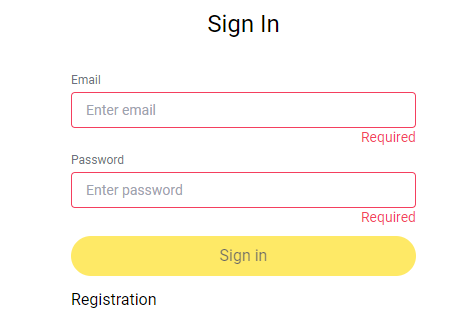 Sign In
Email
Enter email
Required
Password
Enter password
Required
Sign in
Registration